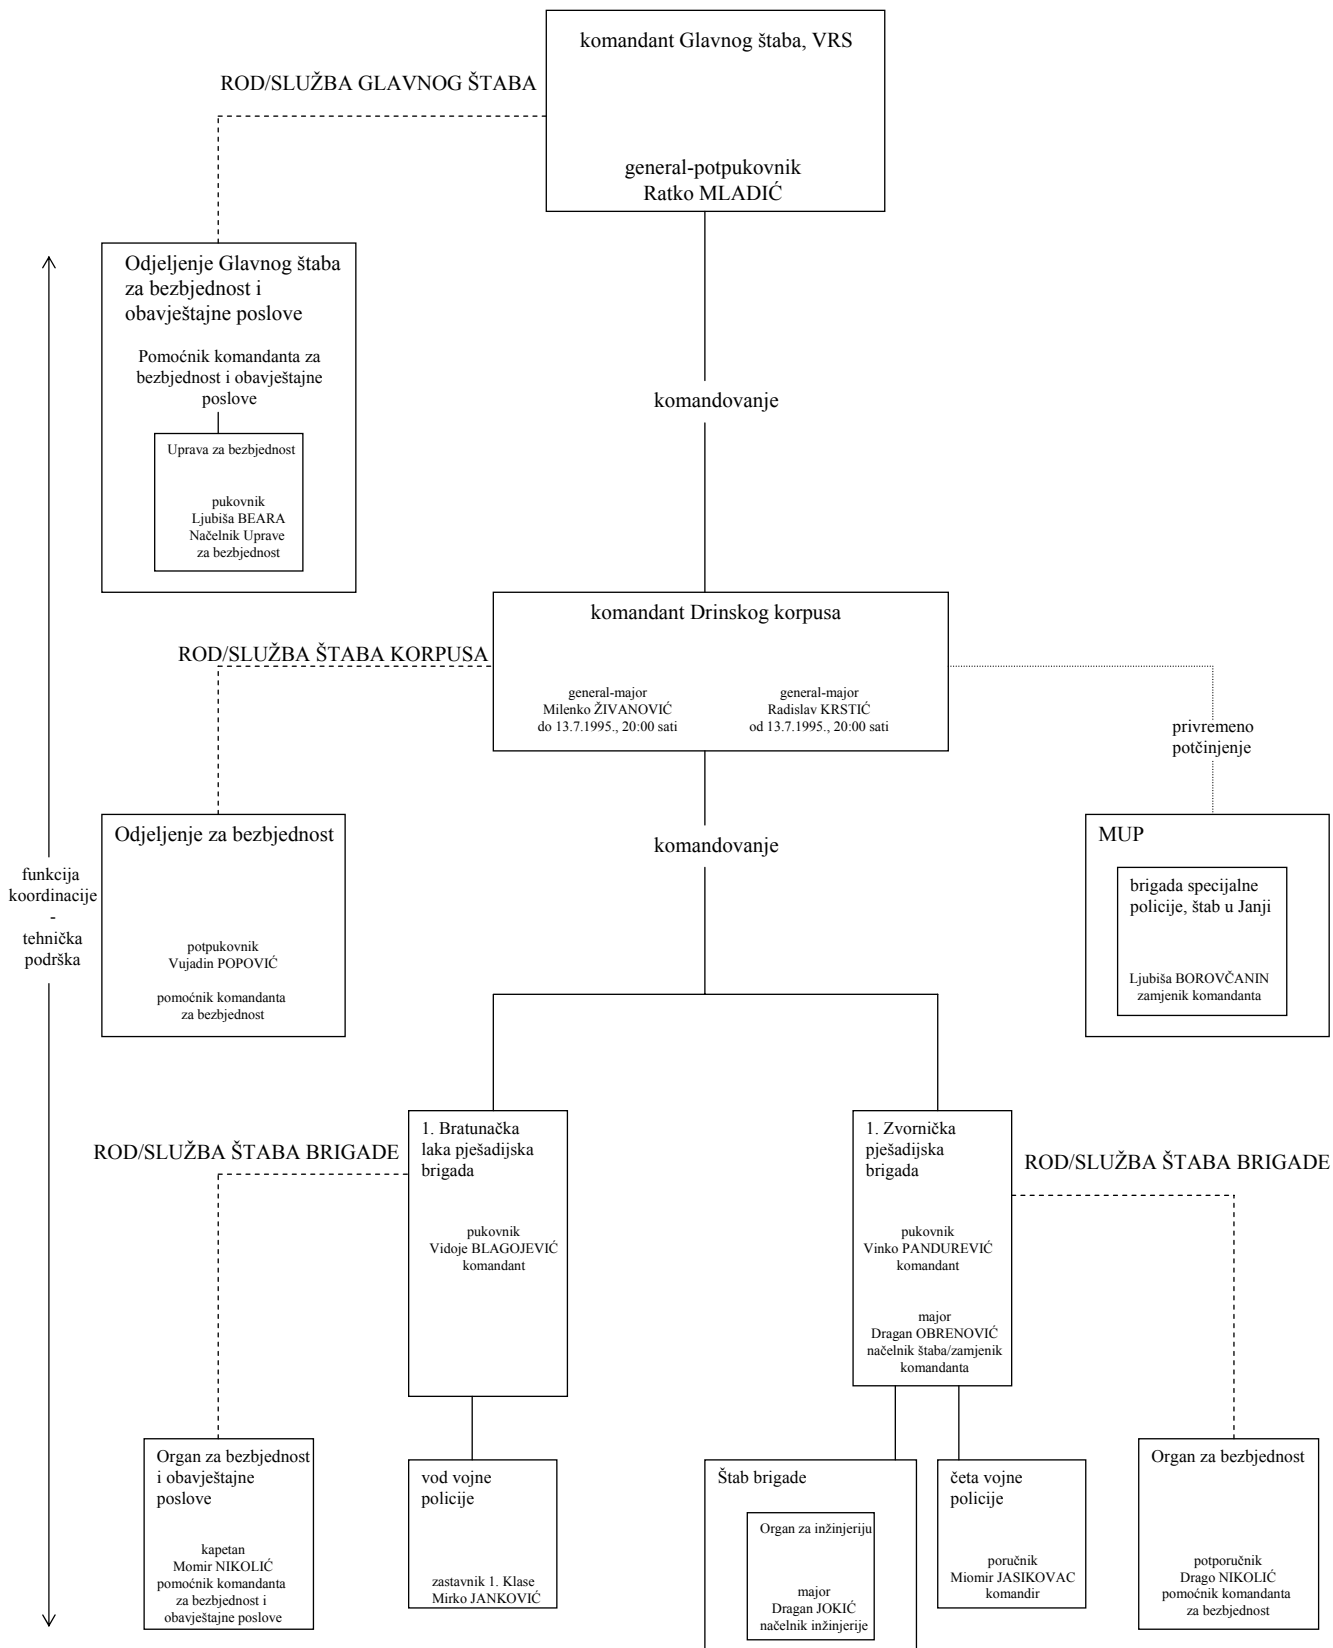 komandant Glavnog štaba, VRS
general-potpukovnik
Ratko MLADIĆ
ROD/SLUŽBA GLAVNOG ŠTABA
Odjeljenje Glavnog štaba
za bezbjednost i
obavještajne poslove
Pomoćnik komandanta za
bezbjednost i obavještajne
poslove
Uprava za bezbjednost
pukovnik
Ljubiša BEARA
Načelnik Uprave
za bezbjednost
komandovanje
komandant Drinskog korpusa
general-major
Milenko ŽIVANOVIĆ
do 13.7.1995., 20:00 sati
general-major
Radislav KRSTIĆ
od 13.7.1995., 20:00 sati
ROD/SLUŽBA ŠTABA KORPUSA
privremeno
potčinjenje
Odjeljenje za bezbjednost
potpukovnik
Vujadin POPOVIĆ
pomoćnik komandanta
za bezbjednost
komandovanje
MUP
brigada specijalne
policije, štab u Janji
Ljubiša BOROVČANIN
zamjenik komandanta
funkcija
koordinacije
-
tehnička
podrška
ROD/SLUŽBA ŠTABA BRIGADE
1. Bratunačka
laka pješadijska
brigada
pukovnik
Vidoje BLAGOJEVIĆ
komandant
1. Zvornička
pješadijska
brigada
pukovnik
Vinko PANDUREVIĆ
komandant
major
Dragan OBRENOVIĆ
načelnik štaba/zamjenik
komandanta
ROD/SLUŽBA ŠTABA BRIGADE
Organ za bezbjednost
i obavještajne
poslove
kapetan
Momir NIKOLIĆ
pomoćnik komandanta
za bezbjednost i
obavještajne poslove
vod vojne
policije
zastavnik 1. Klase
Mirko JANKOVIĆ
Štab brigade
Organ za inžinjeriju
major
Dragan JOKIĆ
načelnik inžinjerije
četa vojne
policije
poručnik
Miomir JASIKOVAC
komandir
Organ za bezbjednost
potporučnik
Drago NIKOLIĆ
pomoćnik komandanta
za bezbjednost